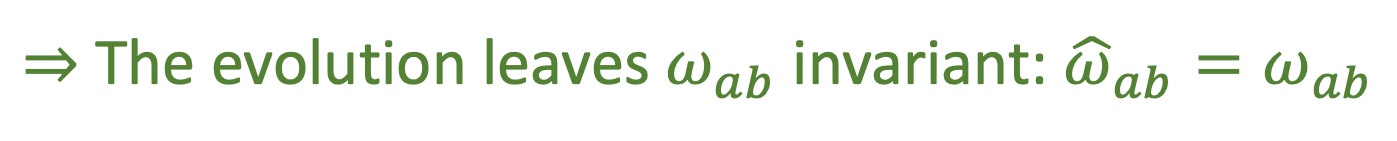 ⇒ The evolution leaves 𝜔𝑎𝑏 invariant: 𝜔̂𝑎𝑏 = 𝜔𝑎𝑏